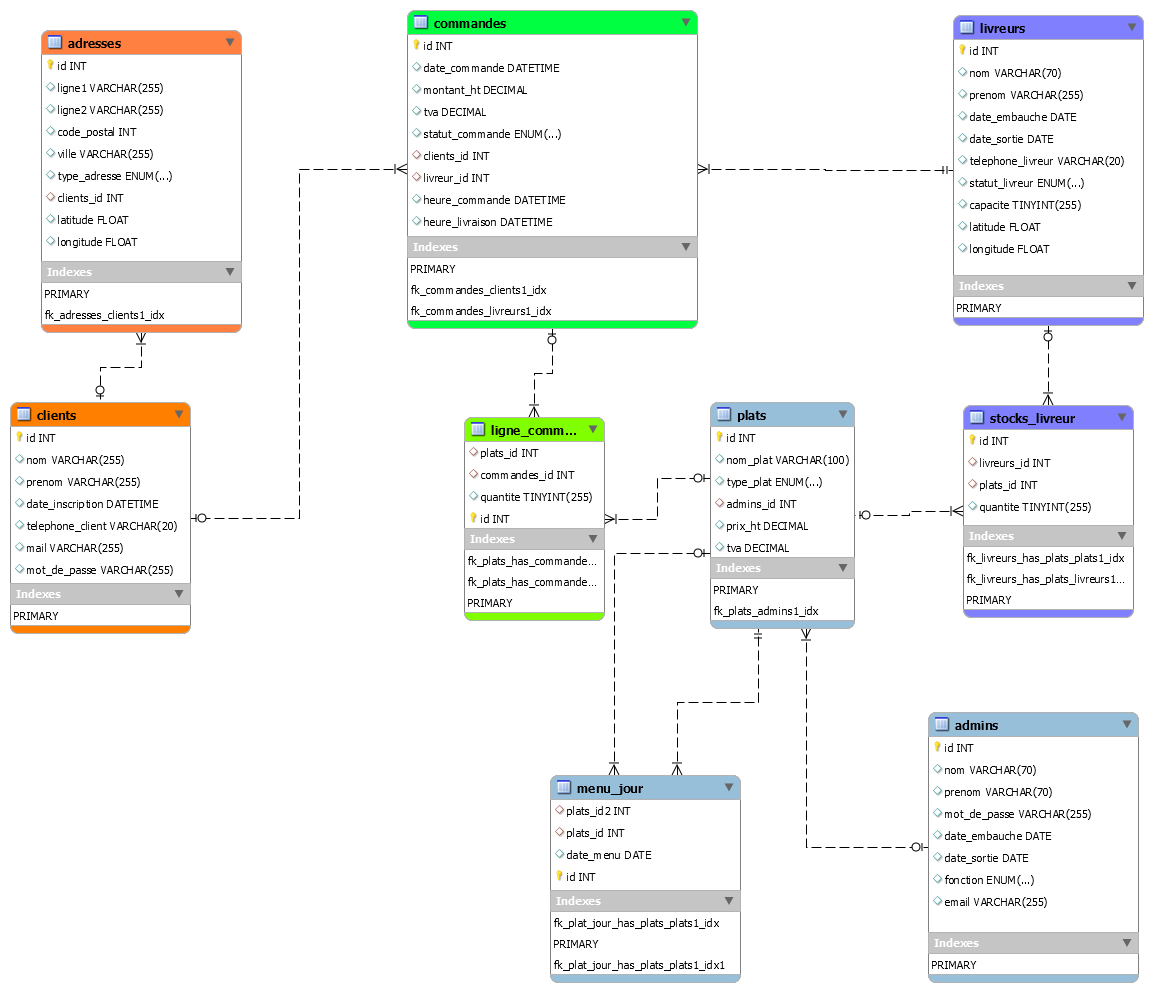 adresses
id INT
ligne1 VARCHAR(255)
ligne2 VARCHAR(255)
code_postal INT
ville VARCHAR(255)
type_adresse ENUM(...)
clients_id INT
latitude FLOAT
longitude FLOAT
Indexes
PRIMARY
fk_adresses_clients1_idx
commandes
id INT
date_commande DATETIME
montant_ht DECIMAL
tva DECIMAL
statut_commande ENUM(...)
clients_id INT
livreur_id INT
heure_commande DATETIME
heure_livraison DATETIME
Indexes
PRIMARY
fk_commandes_clients1_idx
fk_commandes_livreurs1_idx
livreurs
id INT
nom VARCHAR(70)
prenom VARCHAR(255)
date_embauche DATE
date_sortie DATE
telephone_livreur VARCHAR(20)
statut_livreur ENUM(...)
capacite TINYINT(255)
latitude FLOAT
longitude FLOAT
Indexes
PRIMARY
clients
id INT
nom VARCHAR(255)
prenom VARCHAR(255)
date_inscription DATETIME
telephone_client VARCHAR(20)
mail VARCHAR(255)
mot_de_passe VARCHAR(255)
Indexes
PRIMARY
ligne_comm...
plats_id INT
commandes_id INT
quantite TINYINT(255)
id INT
Indexes
fk_plats_has_commande...
fk_plats_has_commande...
PRIMARY
plats
id INT
nom_plat VARCHAR(100)
type_plat ENUM(...)
admins_id INT
prix_ht DECIMAL
tva DECIMAL
Indexes
PRIMARY
fk_plats_admins1_idx
stocks_livreur
id INT
livreurs_id INT
plats_id INT
quantite TINYINT(255)
Indexes
fk_livreurs_has_plats_plats1_idx
fk_livreurs_has_plats_livreurs1...
PRIMARY
menu_jour
plats_id2 INT
plats_id INT
date_menu DATE
id INT
Indexes
fk_plat_jour_has_plats_plats1_idx
PRIMARY
fk_plat_jour_has_plats_plats1_idx1
admins
id INT
nom VARCHAR(70)
prenom VARCHAR(70)
mot_de_passe VARCHAR(255)
date_embauche DATE
date_sortie DATE
fonction ENUM(...)
email VARCHAR(255)
Indexes
PRIMARY